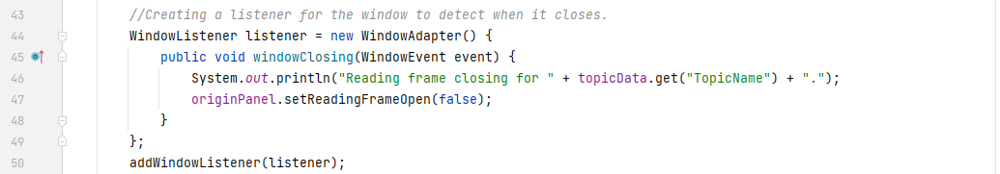 43 //Creating a listener for the window to detect when it closes.
44 WindowListener listener = new WindowAdapter() {
45 public void windowClosing(WindowEvent event) {
46 System.out.println("Reading frame closing for " + topicData.get("TopicName") + ".");
47 originPanel.setReadingFrameOpen(false);
48 }
49 };
50 addWindowListener(listener);